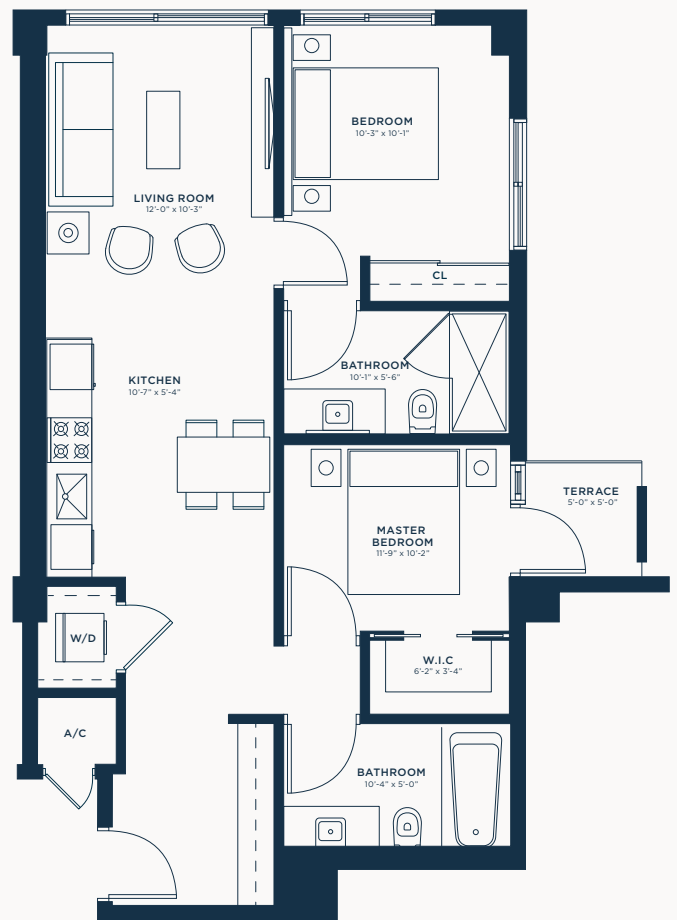 BEDROOM
10'-3" x 10'-1"
LIVING ROOM
12'-0" x 10'-3"
CL
BATHROOM
10'-1" x 5'-6"
KITCHEN
10'-7" x 5'-4"
TERRACE
5'-0" x 5'-0"
MASTER
BEDROOM
11'-9" x 10'-2"
W/D
W.I.C
6'-2" x 3'-4"
A/C
BATHROOM
10'-4" x 5'-0"